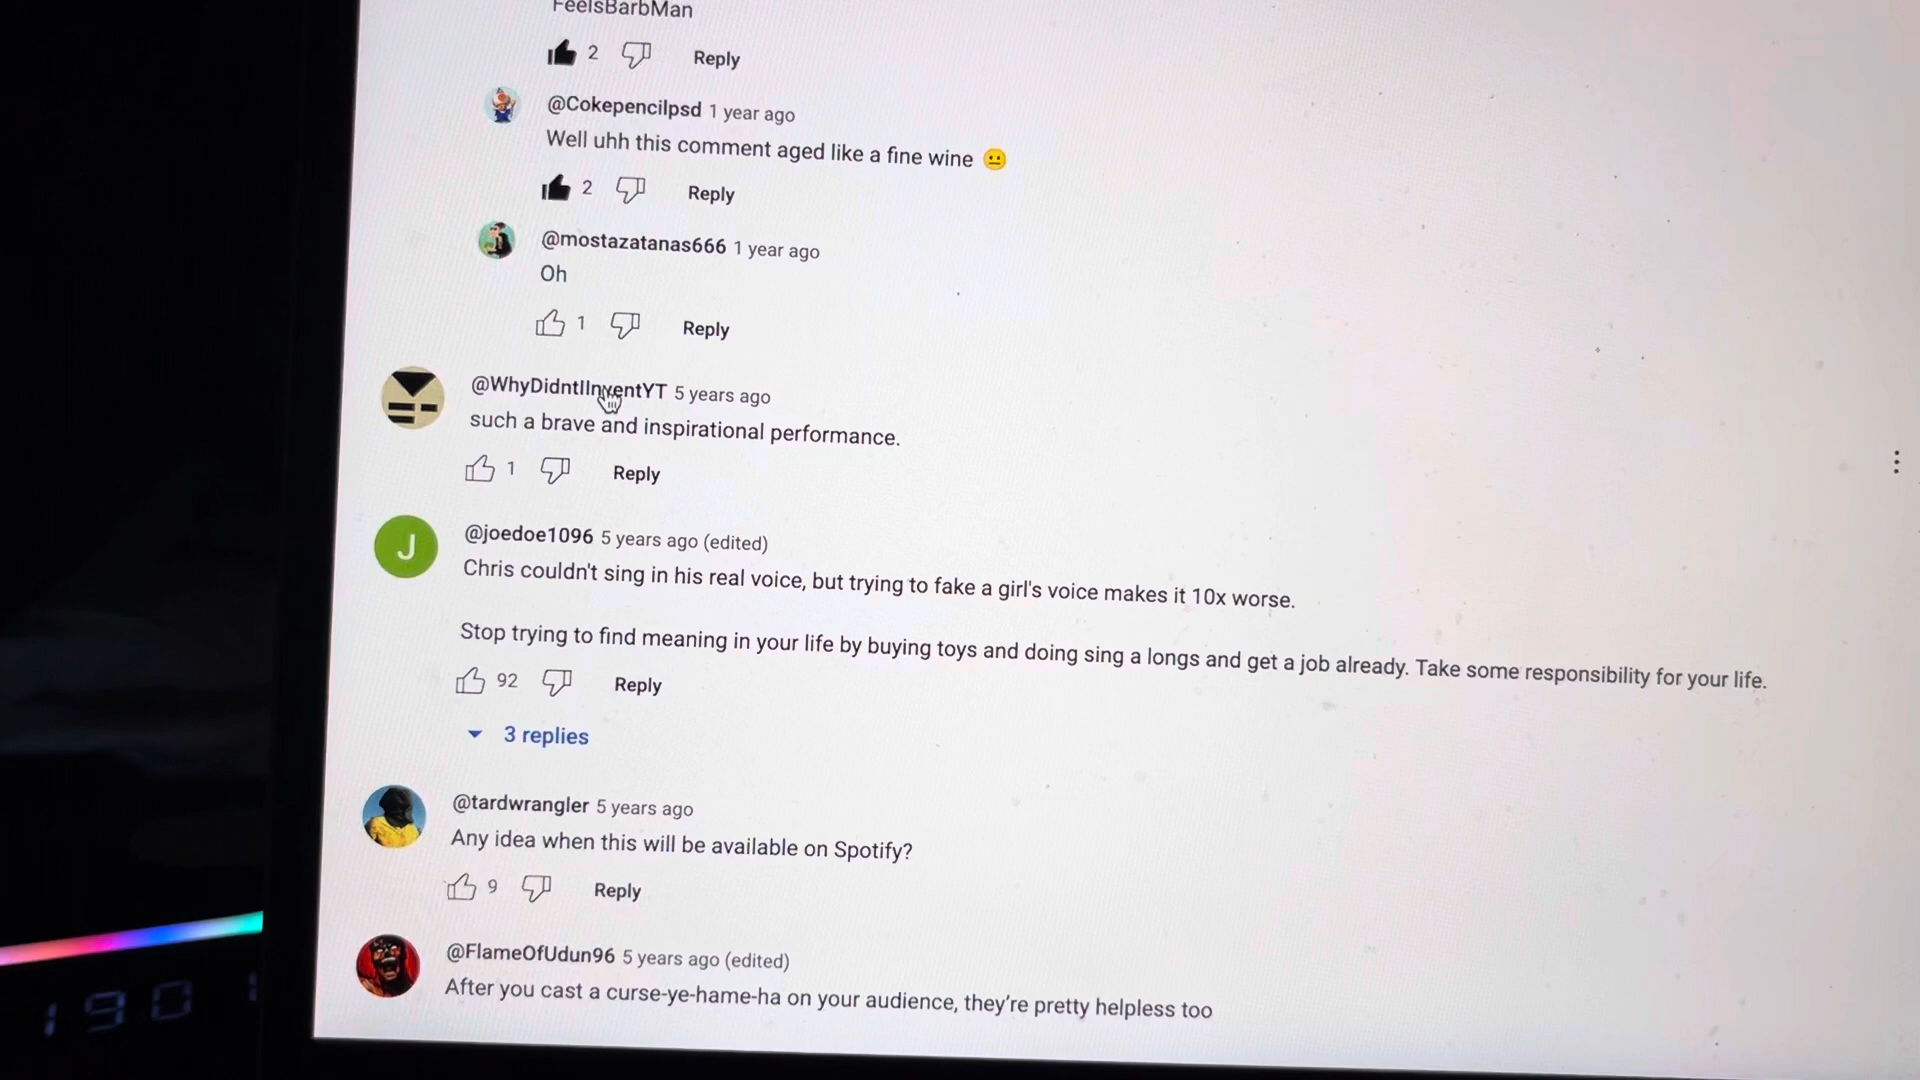 FeelsBarbMan
2 Reply
@Cokepencilpsd 1 year ago
Well uhh this comment aged like a fine wine 😐
2 Reply
@mostazatanas666 1 year ago
Oh
1 Reply
@WhyDidntIInventYT 5 years ago
such a brave and inspirational performance.
1 Reply
J
@joedoe1096 5 years ago (edited)
Chris couldn't sing in his real voice, but trying to fake a girl's voice makes it 10x worse.
Stop trying to find meaning in your life by buying toys and doing sing a longs and get a job already. Take some responsibility for your life.
92 Reply
3 replies
@tardwrangler 5 years ago
Any idea when this will be available on Spotify?
9 Reply
@FlameOfUdun96 5 years ago (edited)
After you cast a curse-ye-hame-ha on your audience, they're pretty helpless too
190